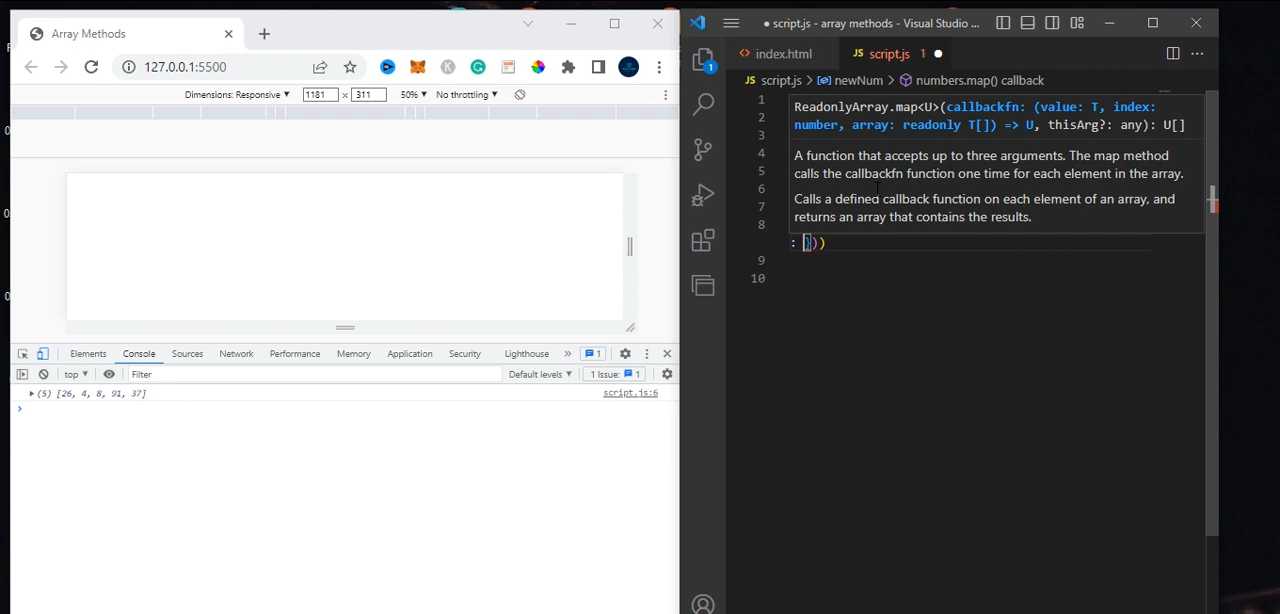 Array Methods
127.0.0.1:5500
Dimensions: Responsive ▼ 1181 x 311 50% ▼ No throttling ▼
Elements Console Sources Network Performance Memory Application Security Lighthouse » 1
top ▼ Filter Default levels ▼ 1 Issue: 1
(5) [26, 4, 8, 91, 37] script.js:6
● script.js - array methods - Visual Studio ...
1
<> index.html JS script.js 1 ●
JS script.js > newNum > numbers.map() callback
1
2
3
4
5
6
7
8
ReadonlyArray.map<U>(callbackfn: (value: T, index:
number, array: readonly T[]) => U, thisArg?: any): U[]
A function that accepts up to three arguments. The map method
calls the callbackfn function one time for each element in the array.
Calls a defined callback function on each element of an array, and
returns an array that contains the results.
: }))
9
10